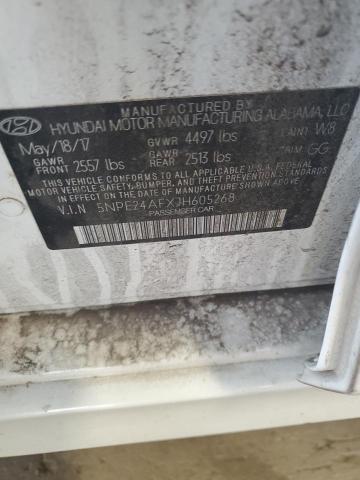 MANUFACTURED BY
HYUNDAI MOTOR MANUFACTURING ALABAMA, LLC
May/18/17 GVWR 4497 lbs PAINT W8
GAWR FRONT 2557 lbs GAWR REAR 2513 lbs TRIM GG
THIS VEHICLE CONFORMS TO ALL APPLICABLE U.S.A. FEDERAL
MOTOR VEHICLE SAFETY, BUMPER, AND THEFT PREVENTION
STANDARDS IN EFFECT ON THE DATE OF MANUFACTURE SHOWN ABOVE.
V.I.N 5NPE24AFXJH605268
PASSENGER CAR